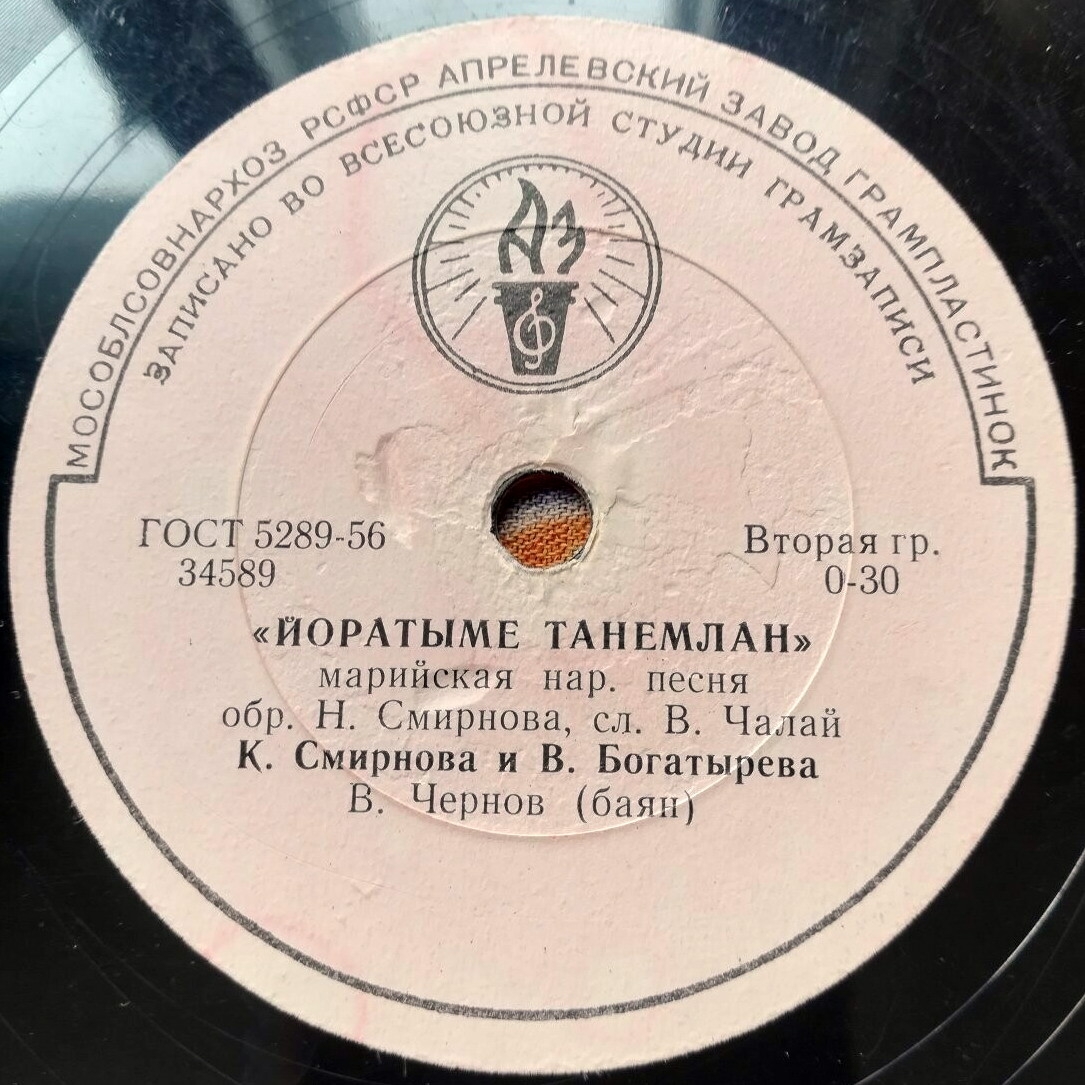 МОСОБЛСОВНАРХОЗ РСФСР АПРЕЛЕВСКИЙ ЗАВОД ГРАМПЛАСТИНОК
ЗАПИСАНО ВО ВСЕСОЮЗНОЙ СТУДИИ ГРАМЗАПИСИ
АЗ
ГОСТ 5289-56
34589
Вторая гр.
0-30
«ЙОРАТЫМЕ ТАНЕМЛАН»
марийская нар. песня
обр. Н. Смирнова, сл. В. Чалай
К. Смирнова и В. Богатырева
В. Чернов (баян)